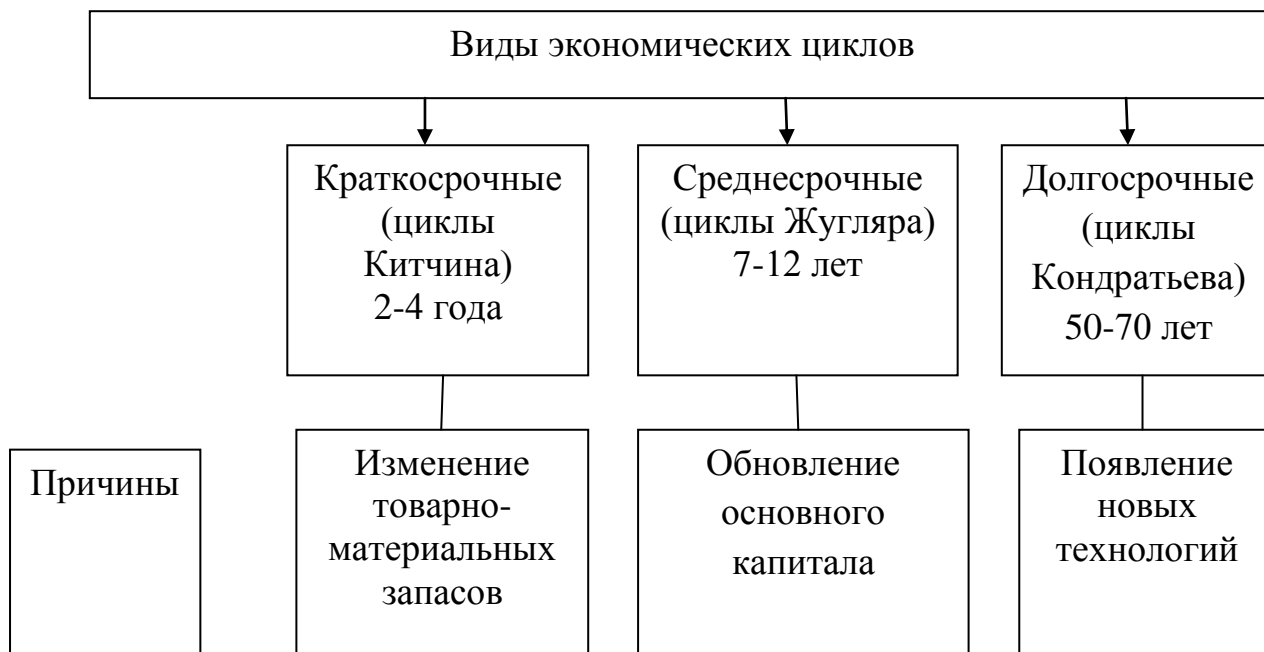 Виды экономических циклов
Краткосрочные
(циклы
Китчина)
2-4 года
Среднесрочные
(циклы Жугляра)
7-12 лет
Долгосрочные
(циклы
Кондратьева)
50-70 лет
Причины
Изменение
товарно-
материальных
запасов
Обновление
основного
капитала
Появление
новых
технологий